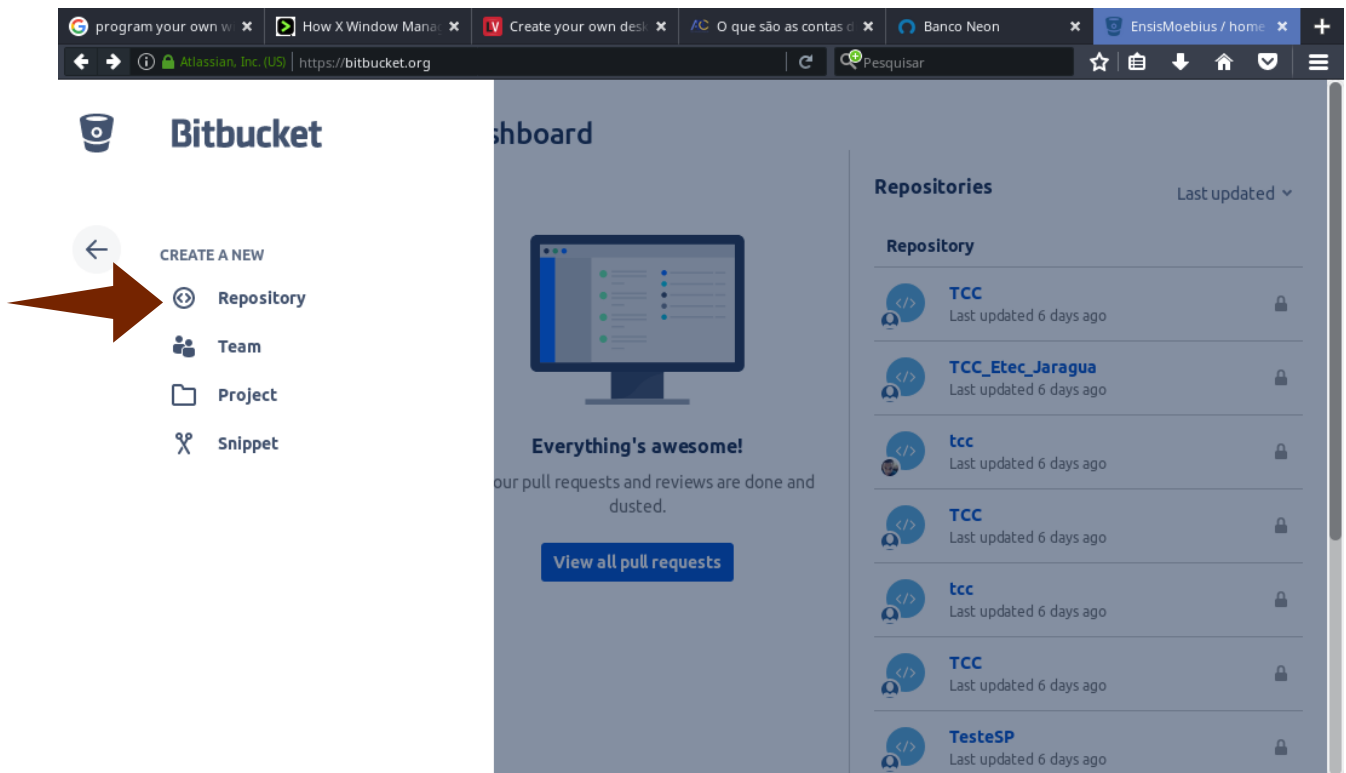 program your own w
How X Window Manag
Create your own desk
O que são as contas d
Banco Neon
EnsisMoebius / home
Atlassian, Inc. (US)
https://bitbucket.org
Pesquisar
Bitbucket
CREATE A NEW
Repository
Team
Project
Snippet
shboard
Everything's awesome!
our pull requests and reviews are done and
dusted.
View all pull requests
Repositories
Last updated
Repository
TCC
Last updated 6 days ago
TCC_Etec_Jaragua
Last updated 6 days ago
tcc
Last updated 6 days ago
TCC
Last updated 6 days ago
tcc
Last updated 6 days ago
TCC
Last updated 6 days ago
TesteSP
Last updated 6 days ago